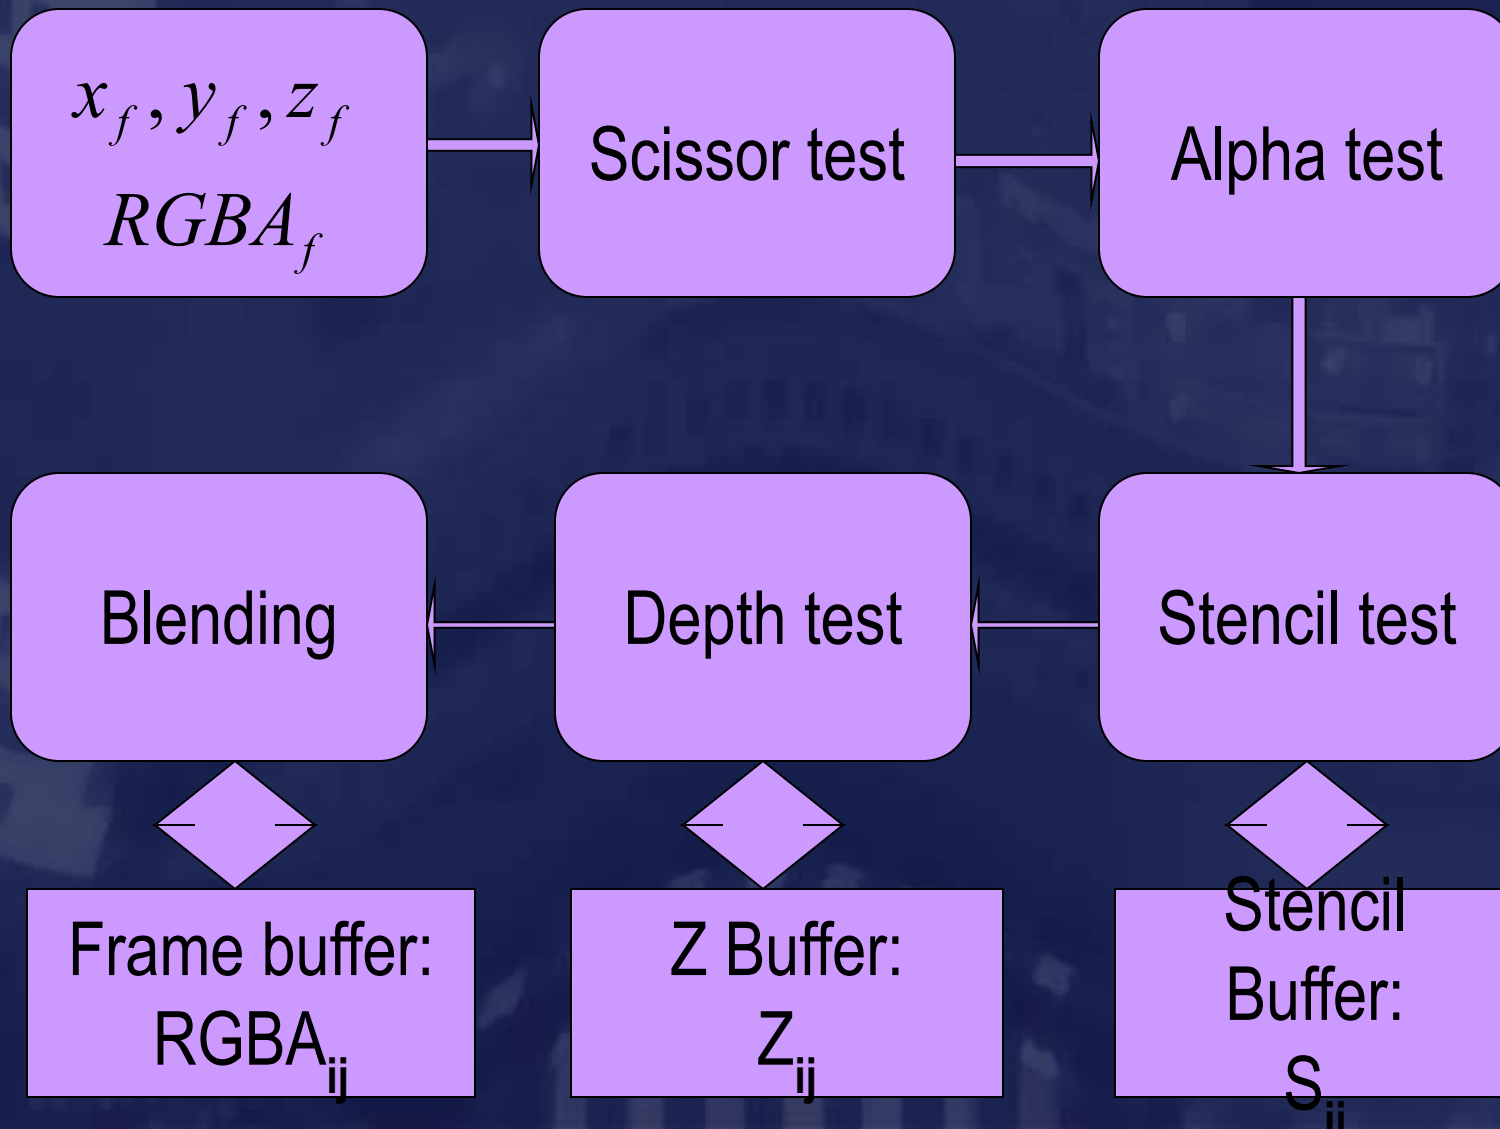 x_f, y_f, z_f
RGBA_f
Scissor test
Alpha test
Blending
Depth test
Stencil test
Frame buffer:
RGBA_ij
Z Buffer:
Z_ij
Stencil
Buffer:
S_ij